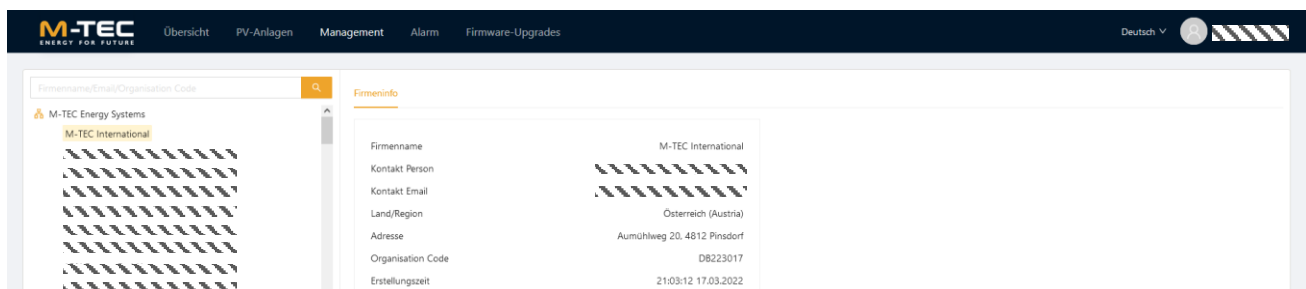 M-TEC
ENERGY FOR FUTURE
Übersicht PV-Anlagen Management Alarm Firmware-Upgrades Deutsch
Firmenname/Email/Organisation Code
M-TEC Energy Systems
M-TEC International
Firmeninfo
Firmenname M-TEC International
Kontakt Person
Kontakt Email
Land/Region Österreich (Austria)
Adresse Aumühlweg 20, 4812 Pinsdorf
Organisation Code DB223017
Erstellungszeit 21:03:12 17.03.2022